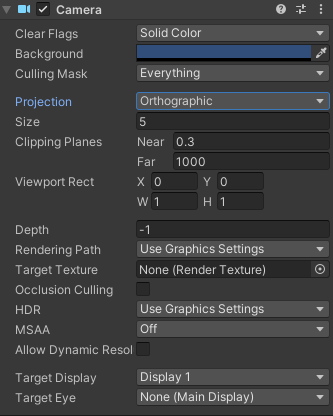 Camera
Clear Flags Solid Color
Background
Culling Mask Everything
Projection Orthographic
Size 5
Clipping Planes Near 0.3
Far 1000
Viewport Rect X 0 Y 0
W 1 H 1
Depth -1
Rendering Path Use Graphics Settings
Target Texture None (Render Texture)
Occlusion Culling
HDR Use Graphics Settings
MSAA Off
Allow Dynamic Resol
Target Display Display 1
Target Eye None (Main Display)